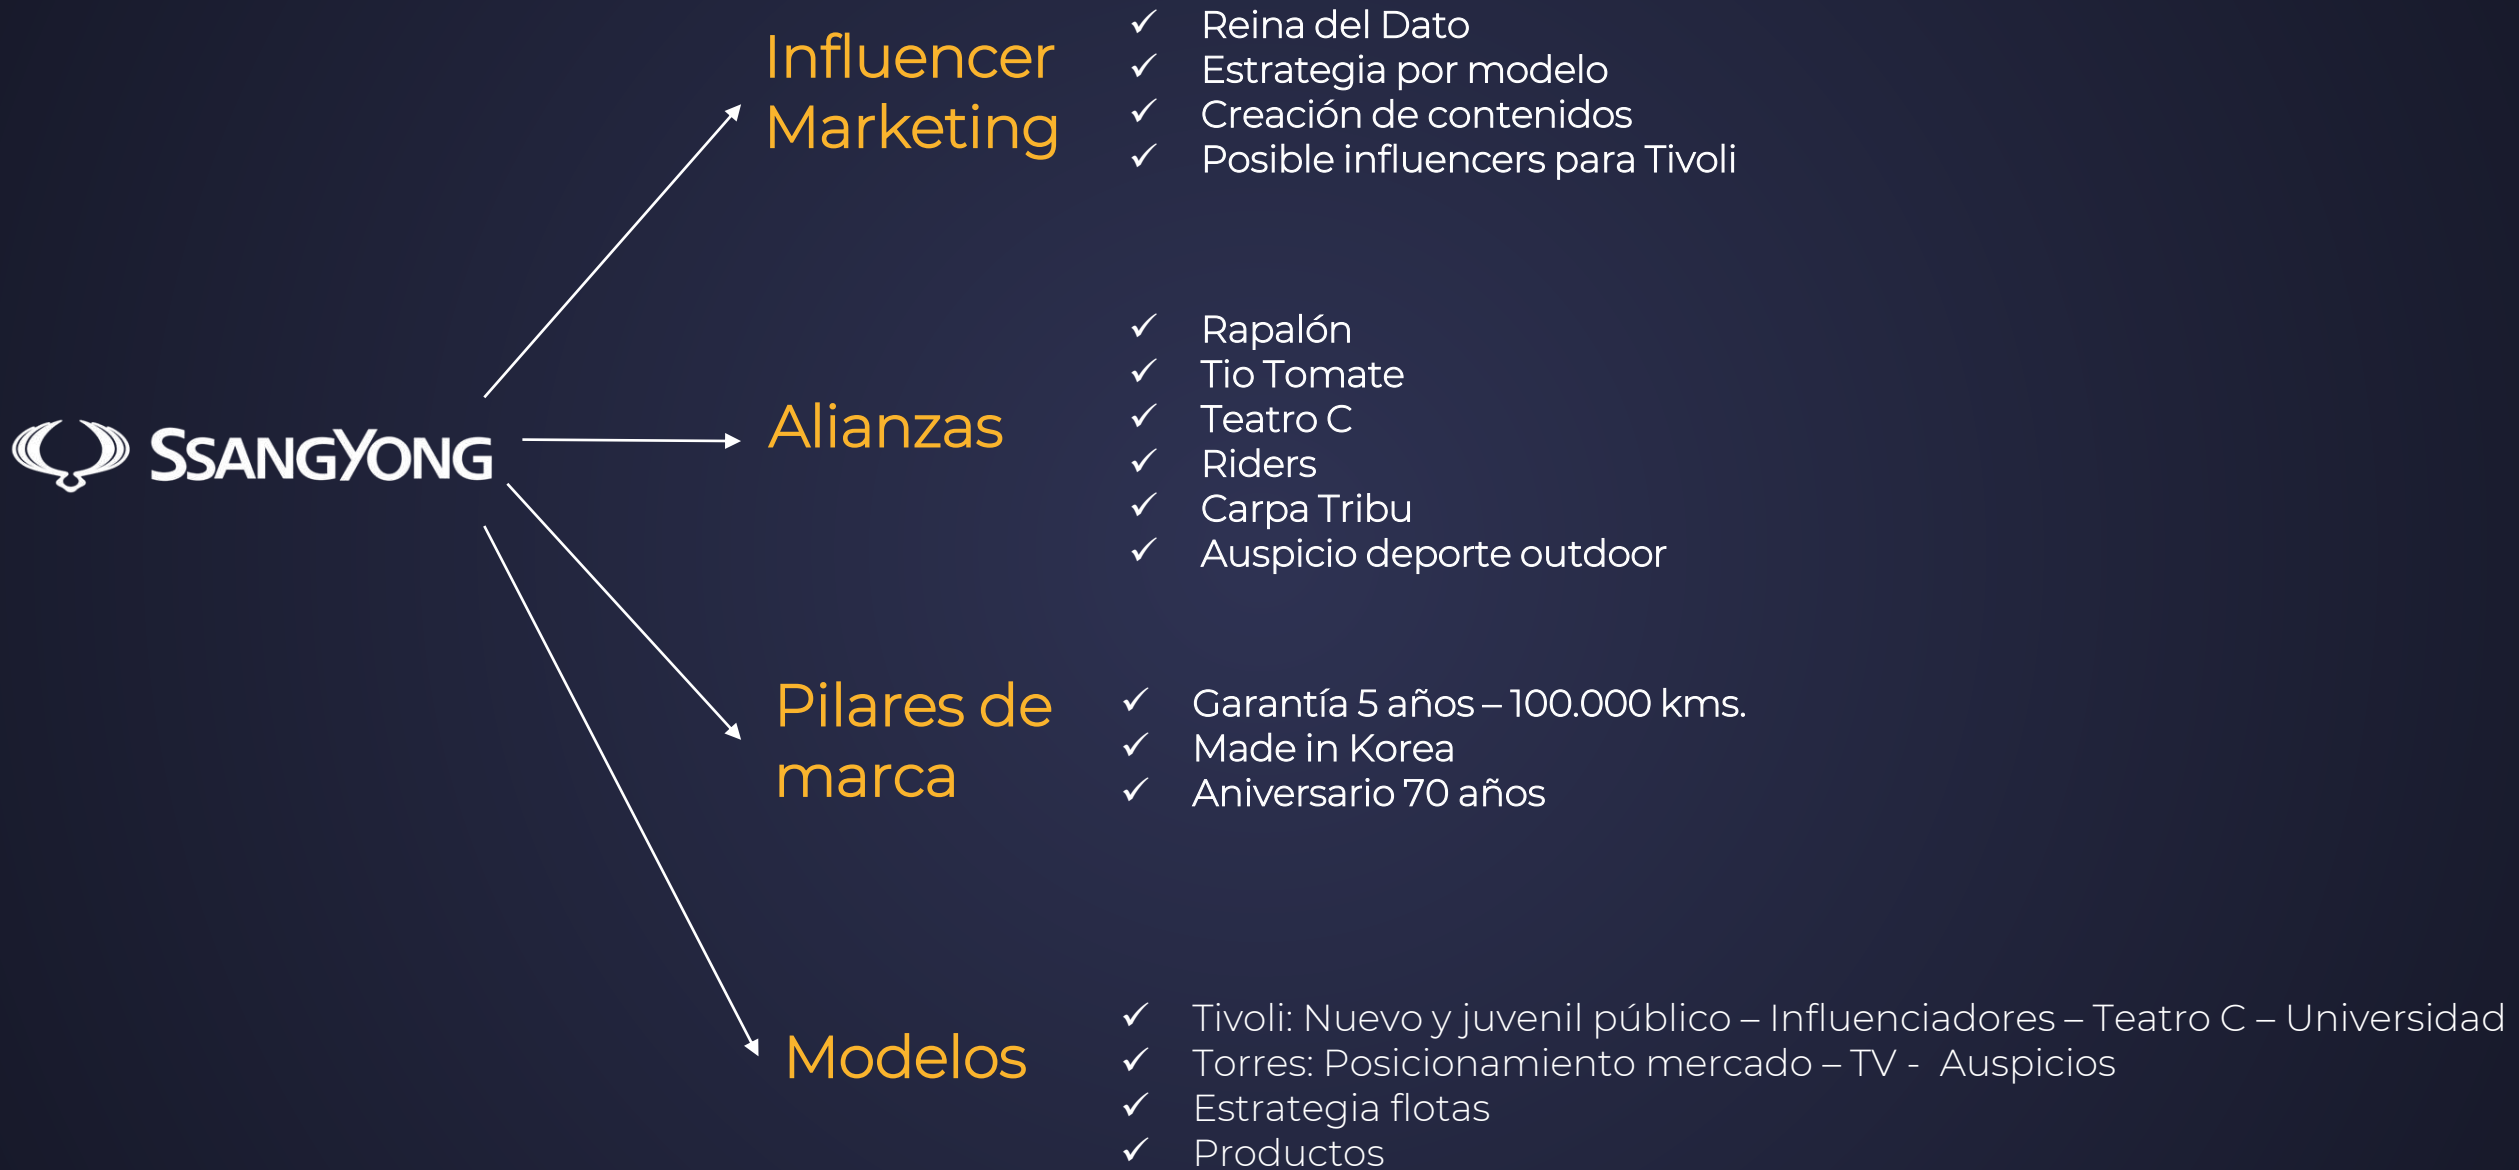 SSANGYONG
Influencer
Marketing
✓ Reina del Dato
✓ Estrategia por modelo
✓ Creación de contenidos
✓ Posible influencers para Tivoli
Alianzas
✓ Rapalón
✓ Tio Tomate
✓ Teatro C
✓ Riders
✓ Carpa Tribu
✓ Auspicio deporte outdoor
Pilares de
marca
✓ Garantía 5 años – 100.000 kms.
✓ Made in Korea
✓ Aniversario 70 años
Modelos
✓ Tivoli: Nuevo y juvenil público – Influenciadores – Teatro C – Universidad
✓ Torres: Posicionamiento mercado – TV - Auspicios
✓ Estrategia flotas
✓ Productos